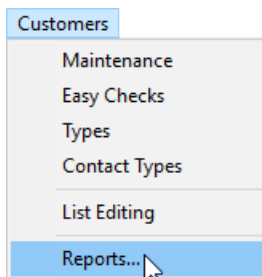 Customers
Maintenance
Easy Checks
Types
Contact Types
List Editing
Reports...